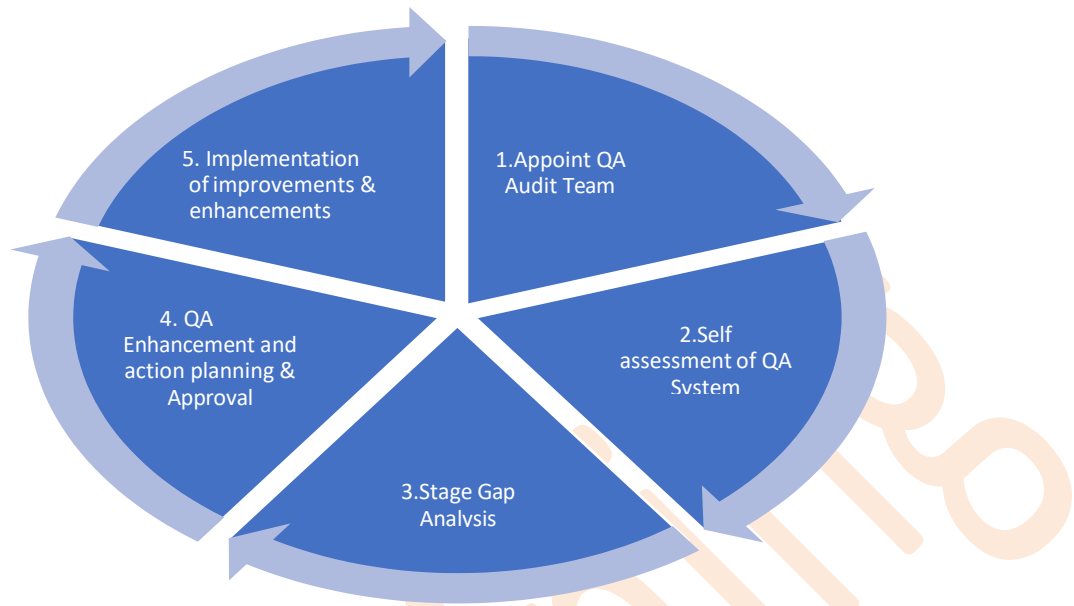 1.Appoint QA
Audit Team
2.Self
assessment of QA
System
3.Stage Gap
Analysis
4. QA
Enhancement and
action planning &
Approval
5. Implementation
of improvements &
enhancements